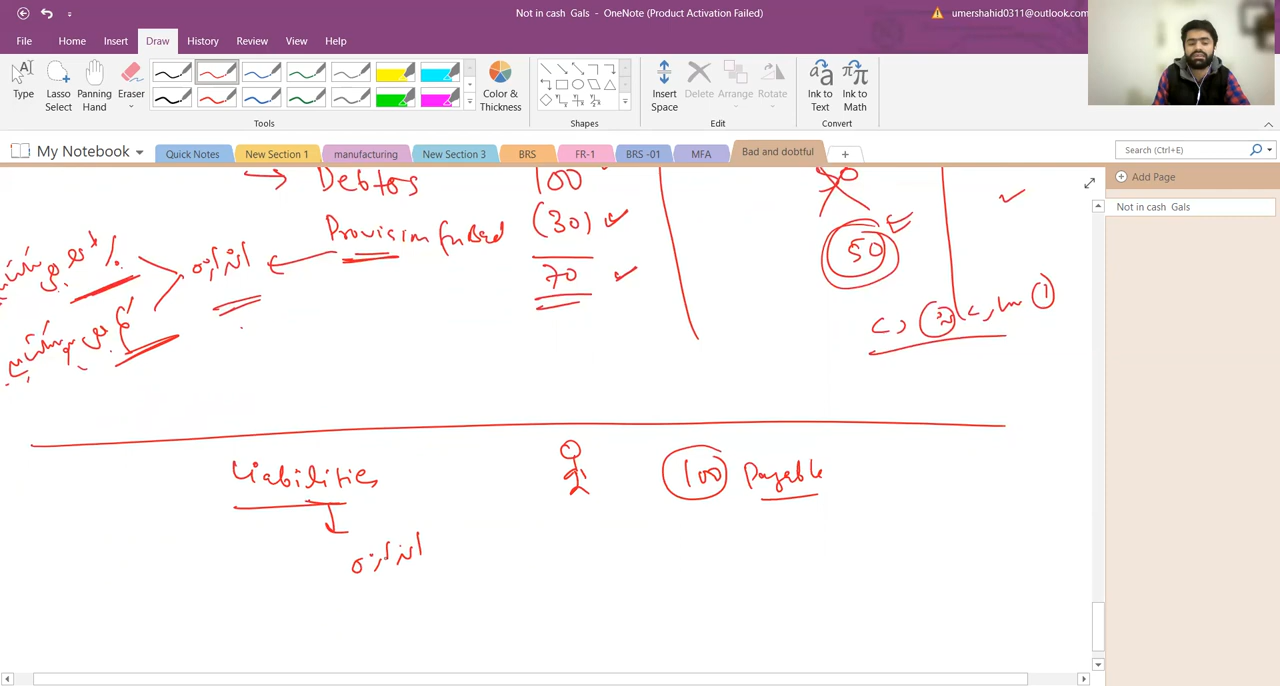 Not in cash Gals - OneNote (Product Activation Failed)
umershahid0311@outlook.com
File Home Insert Draw History Review View Help
Type
Lasso Select
Panning Hand
Eraser
Color & Thickness
Insert Space
Delete
Arrange
Rotate
Ink to Text
Ink to Math
Tools
Shapes
Edit
Convert
My Notebook
Quick Notes
New Section 1
manufacturing
New Section 3
BRS
FR-1
BRS -01
MFA
Bad and dobtful
Search (Ctrl+E)
Add Page
Not in cash Gals
Debtors 100
Provision for Bad (30)
70
اندازہ
50
Liabilities
100 Payable
اندازہ